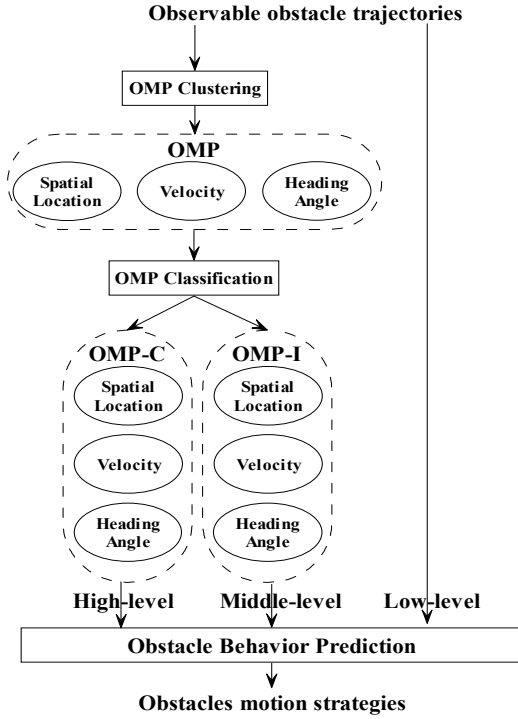 Observable obstacle trajectories
OMP Clustering
OMP
Spatial
Location
Velocity
Heading
Angle
OMP Classification
OMP-C
Spatial
Location
Velocity
Heading
Angle
OMP-I
Spatial
Location
Velocity
Heading
Angle
High-level
Middle-level
Low-level
Obstacle Behavior Prediction
Obstacles motion strategies